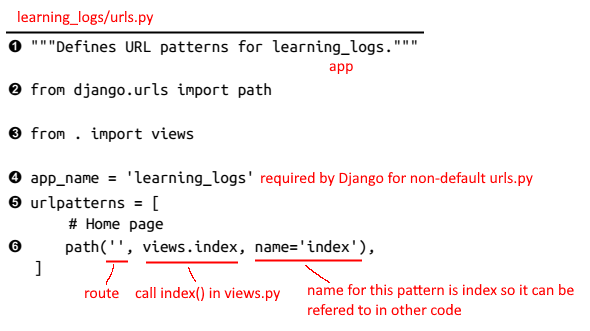 learning_logs/urls.py
❶ """Defines URL patterns for learning_logs."""
app
❷ from django.urls import path
❸ from . import views
❹ app_name = 'learning_logs' required by Django for non-default urls.py
❺ urlpatterns = [
# Home page
❻ path('', views.index, name='index'),
]
route call index() in views.py name for this pattern is index so it can be
refered to in other code